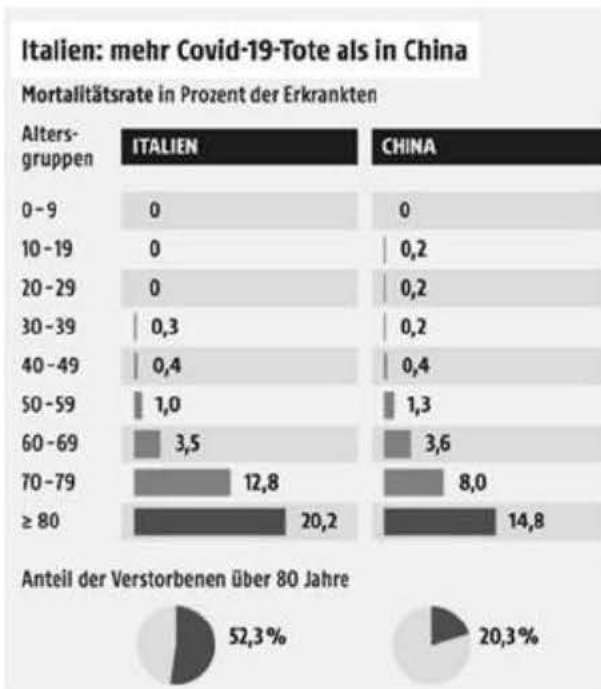 Italien: mehr Covid-19-Tote als in China
Mortalitätsrate in Prozent der Erkrankten
Alters-
gruppen ITALIEN CHINA
0-9 0 0
10-19 0 0,2
20-29 0 0,2
30-39 0,3 0,2
40-49 0,4 0,4
50-59 1,0 1,3
60-69 3,5 3,6
70-79 12,8 8,0
≥ 80 20,2 14,8
Anteil der Verstorbenen über 80 Jahre
52,3% 20,3%